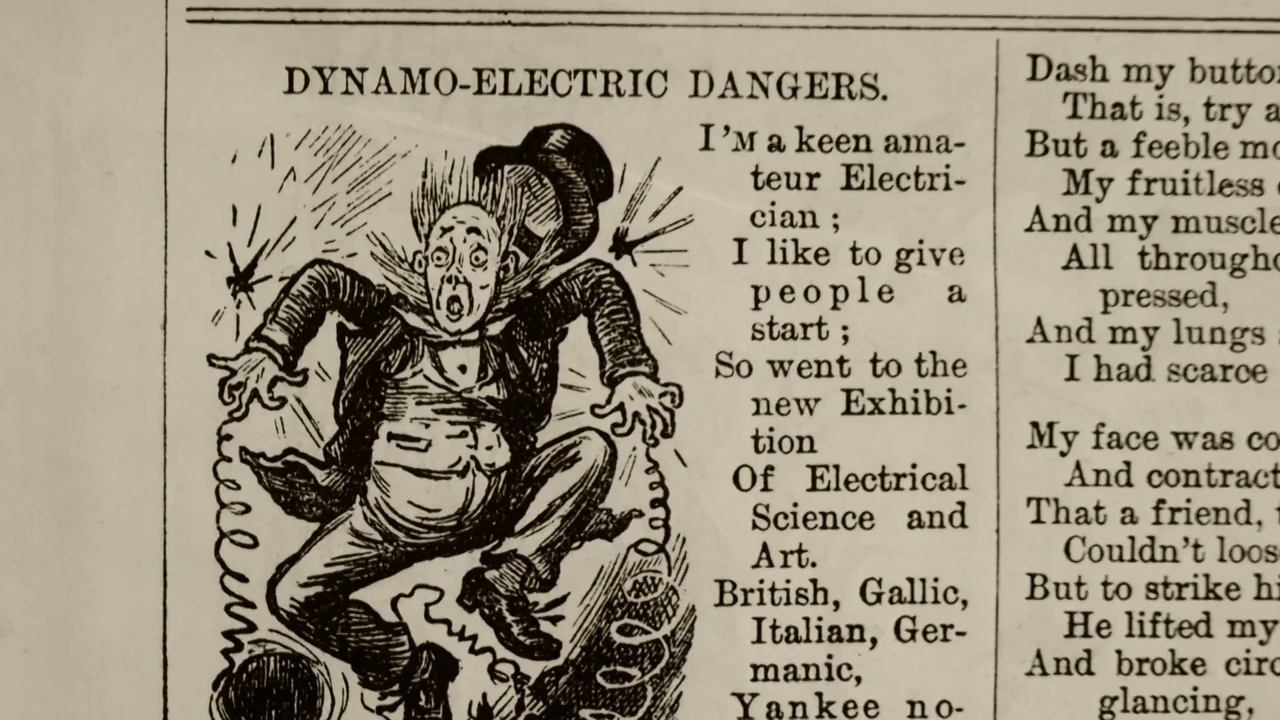 DYNAMO-ELECTRIC DANGERS.
I'M a keen ama-
teur Electri-
cian ;
I like to give
people a
start ;
So went to the
new Exhibi-
tion
Of Electrical
Science and
Art.
British, Gallic,
Italian, Ger-
manic,
Yankee no-
Dash my
That is, try
But a feeble
My fruitless
And my
All
pressed,
And my lungs
I had scarce
My face was
And
That a friend,
Couldn't
But to strike
He lifted my
And broke
glancing,